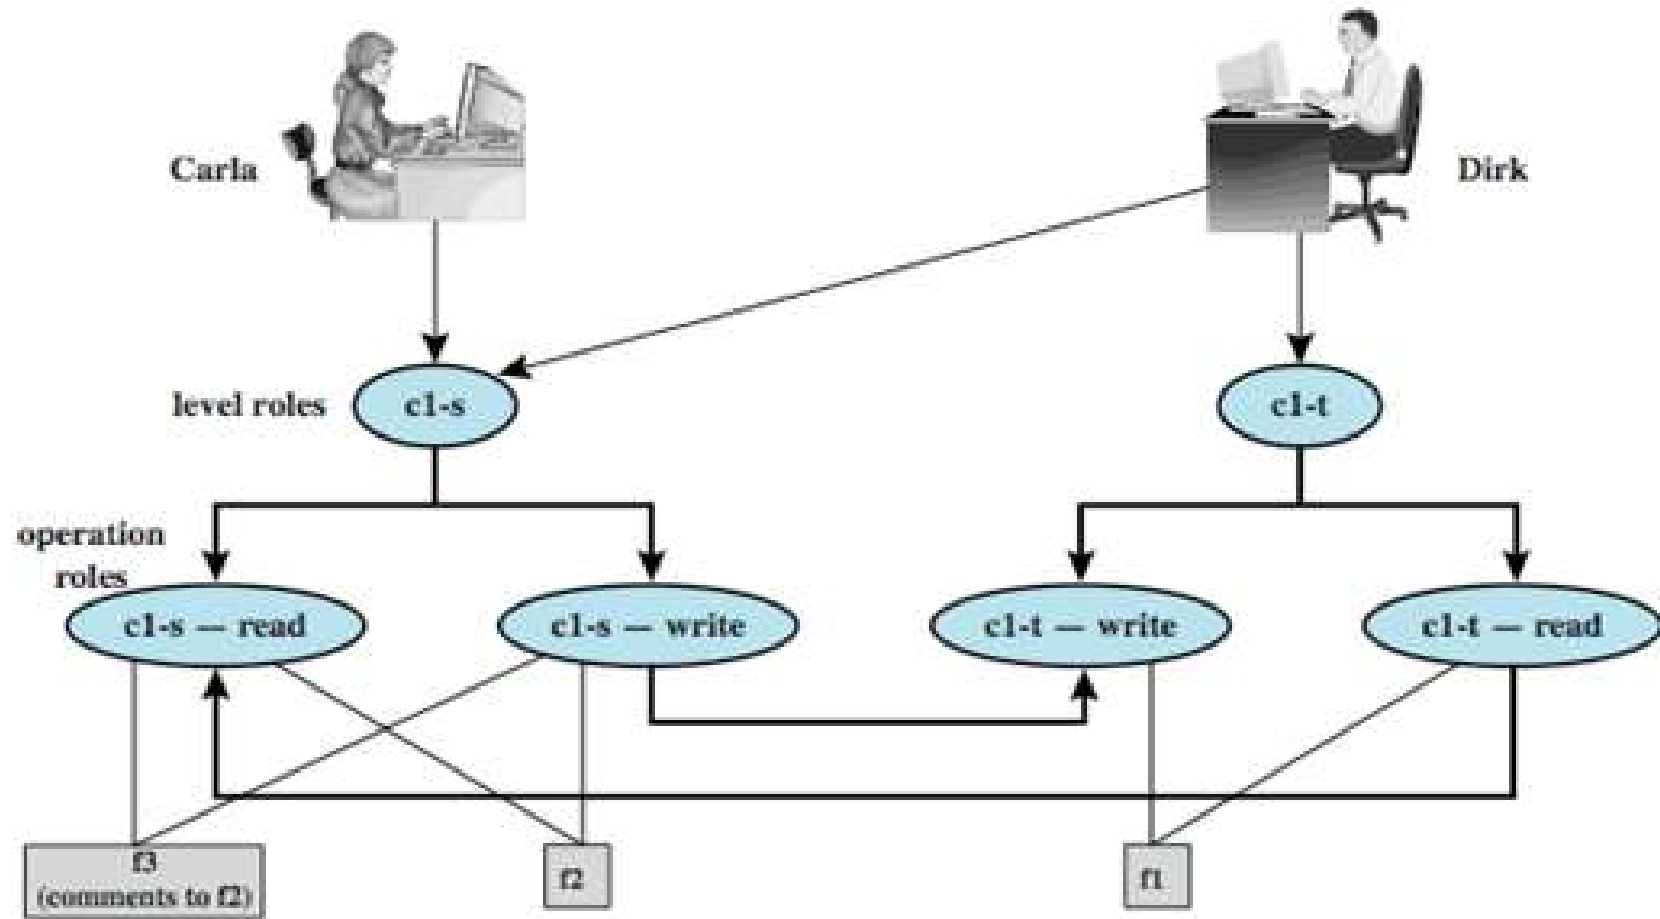 Carla
Dirk
level roles
c1-s
c1-t
operation
roles
c1-s — read
c1-s — write
c1-t — write
c1-t — read
f3
(comments to f2)
f2
f1